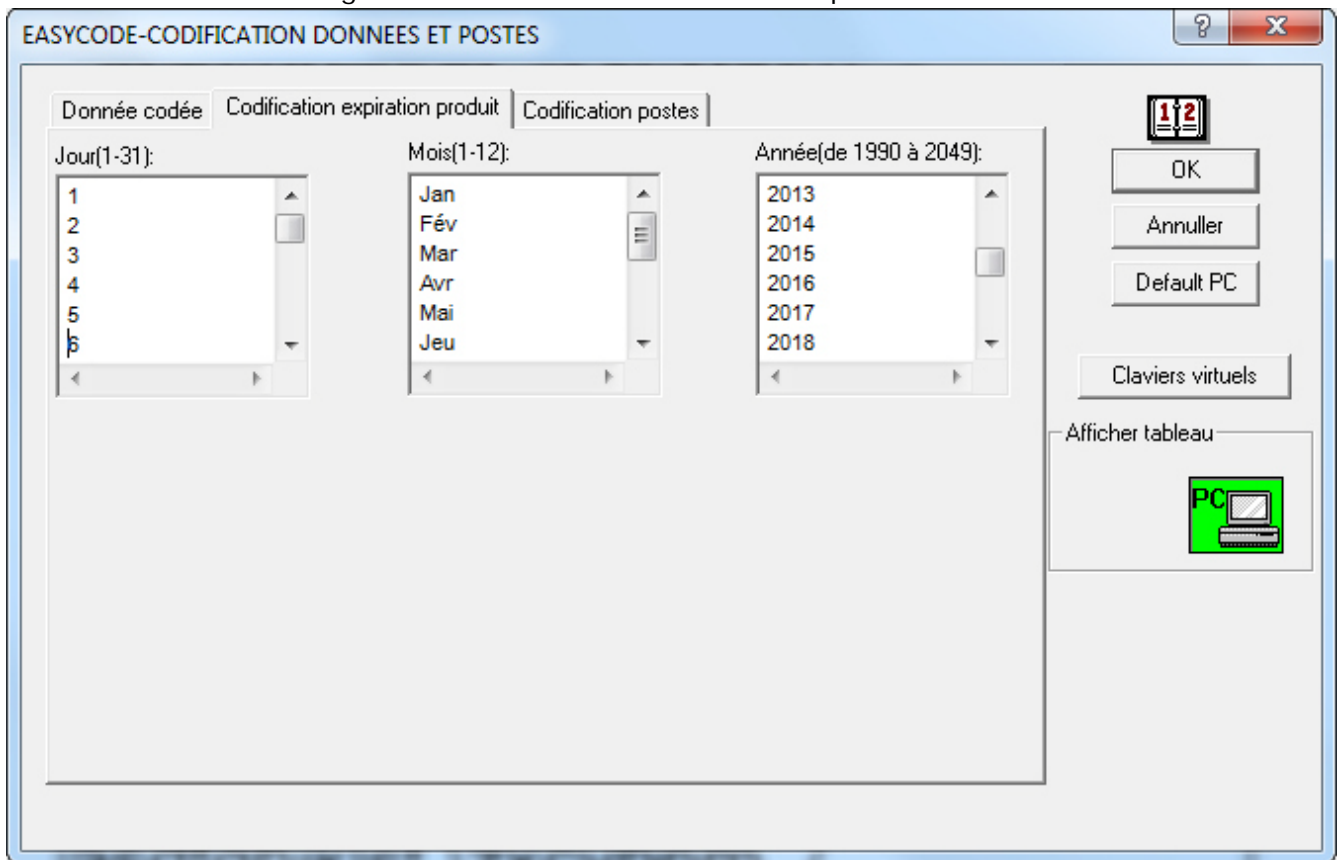 EASYCODE-CODIFICATION DONNEES ET POSTES
Donnée codée
Codification expiration produit
Codification postes
Jour(1-31):
1
2
3
4
5
6
Mois(1-12):
Jan
Fév
Mar
Avr
Mai
Jeu
Année(de 1990 à 2049):
2013
2014
2015
2016
2017
2018
1 2
OK
Annuller
Default PC
Claviers virtuels
Afficher tableau
PC